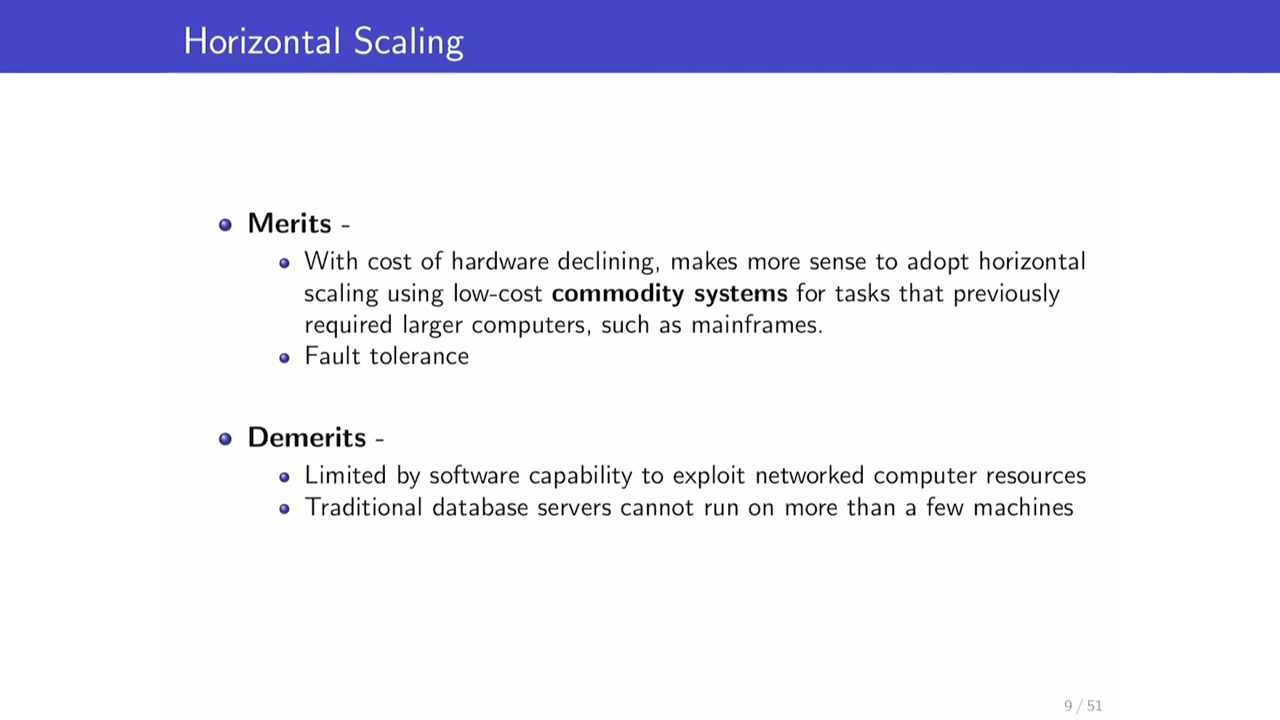 Horizontal Scaling
Merits -
With cost of hardware declining, makes more sense to adopt horizontal
scaling using low-cost commodity systems for tasks that previously
required larger computers, such as mainframes.
Fault tolerance
Demerits -
Limited by software capability to exploit networked computer resources
Traditional database servers cannot run on more than a few machines
9 / 51